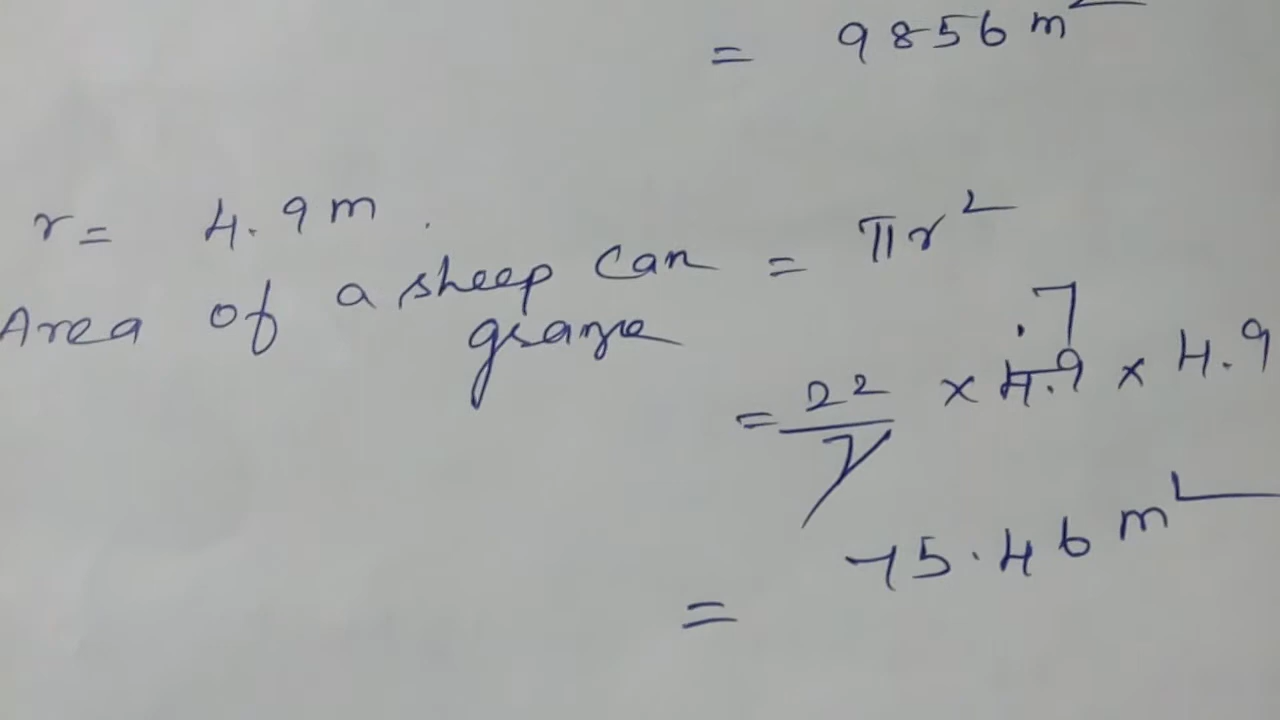 = 9856 m²
r = 4.9 m.
Area of a sheep can graze = πr²
.7
= 22/7 × 4.9 × 4.9
= 75.46 m²